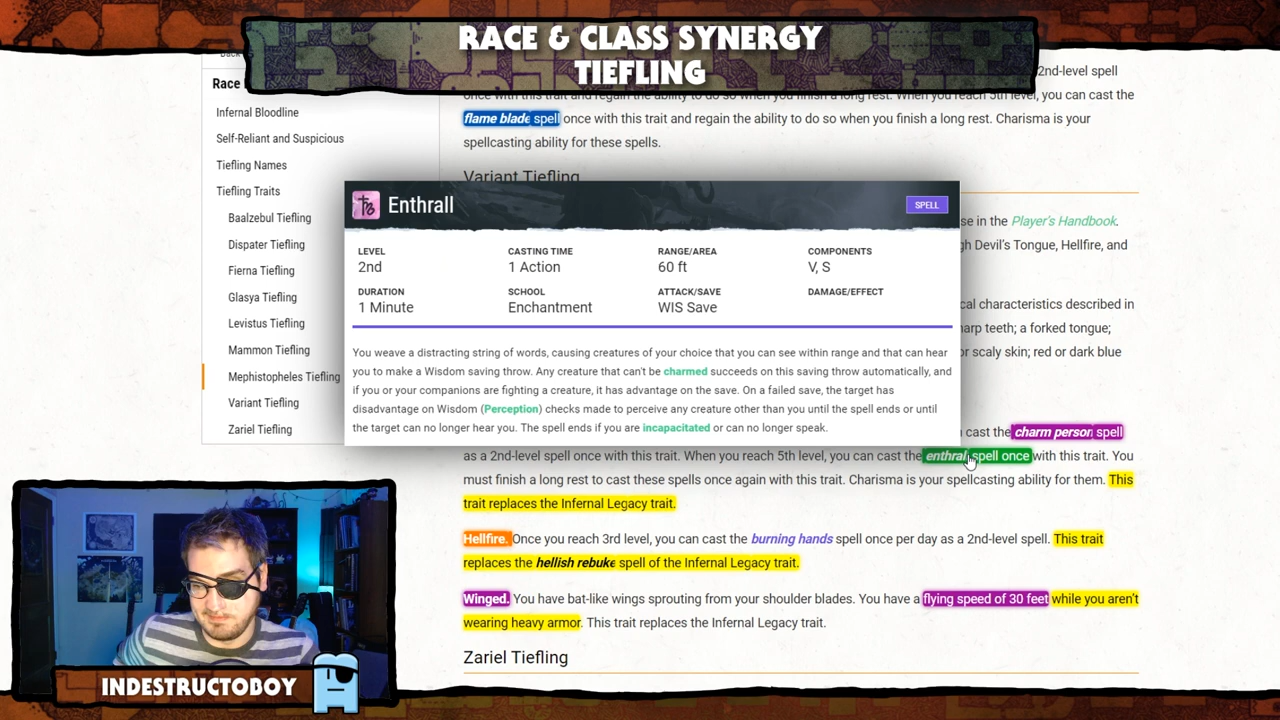 RACE & CLASS SYNERGY
TIEFLING
Race
Infernal Bloodline
Self-Reliant and Suspicious
Tiefling Names
Tiefling Traits
Baalzebul Tiefling
Dispater Tiefling
Fierna Tiefling
Glasya Tiefling
Levistus Tiefling
Mammon Tiefling
Mephistopheles Tiefling
Variant Tiefling
Zariel Tiefling
2nd-level spell
once with this trait and regain the ability to do so when you finish a long rest. When you reach 5th level, you can cast the
flame blade spell once with this trait and regain the ability to do so when you finish a long rest. Charisma is your
spellcasting ability for these spells.
Variant Tiefling
se in the Player's Handbook.
gh Devil's Tongue, Hellfire, and
cal characteristics described in
harp teeth; a forked tongue;
or scaly skin; red or dark blue
Enthrall
SPELL
LEVEL CASTING TIME RANGE/AREA COMPONENTS
2nd 1 Action 60 ft V, S
DURATION SCHOOL ATTACK/SAVE DAMAGE/EFFECT
1 Minute Enchantment WIS Save
You weave a distracting string of words, causing creatures of your choice that you can see within range and that can hear
you to make a Wisdom saving throw. Any creature that can't be charmed succeeds on this saving throw automatically, and
if you or your companions are fighting a creature, it has advantage on the save. On a failed save, the target has
disadvantage on Wisdom (Perception) checks made to perceive any creature other than you until the spell ends or until
the target can no longer hear you. The spell ends if you are incapacitated or can no longer speak.
cast the charm person spell
as a 2nd-level spell once with this trait. When you reach 5th level, you can cast the enthrall spell once with this trait. You
must finish a long rest to cast these spells once again with this trait. Charisma is your spellcasting ability for them. This
trait replaces the Infernal Legacy trait.
Hellfire. Once you reach 3rd level, you can cast the burning hands spell once per day as a 2nd-level spell. This trait
replaces the hellish rebuke spell of the Infernal Legacy trait.
Winged. You have bat-like wings sprouting from your shoulder blades. You have a flying speed of 30 feet while you aren't
wearing heavy armor. This trait replaces the Infernal Legacy trait.
Zariel Tiefling
INDESTRUCTOBOY